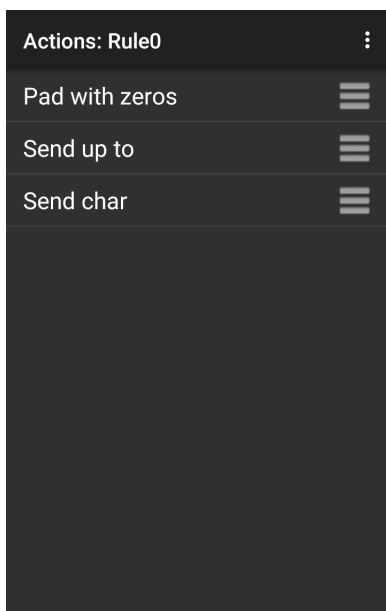 Actions: Rule0
Pad with zeros
Send up to
Send char